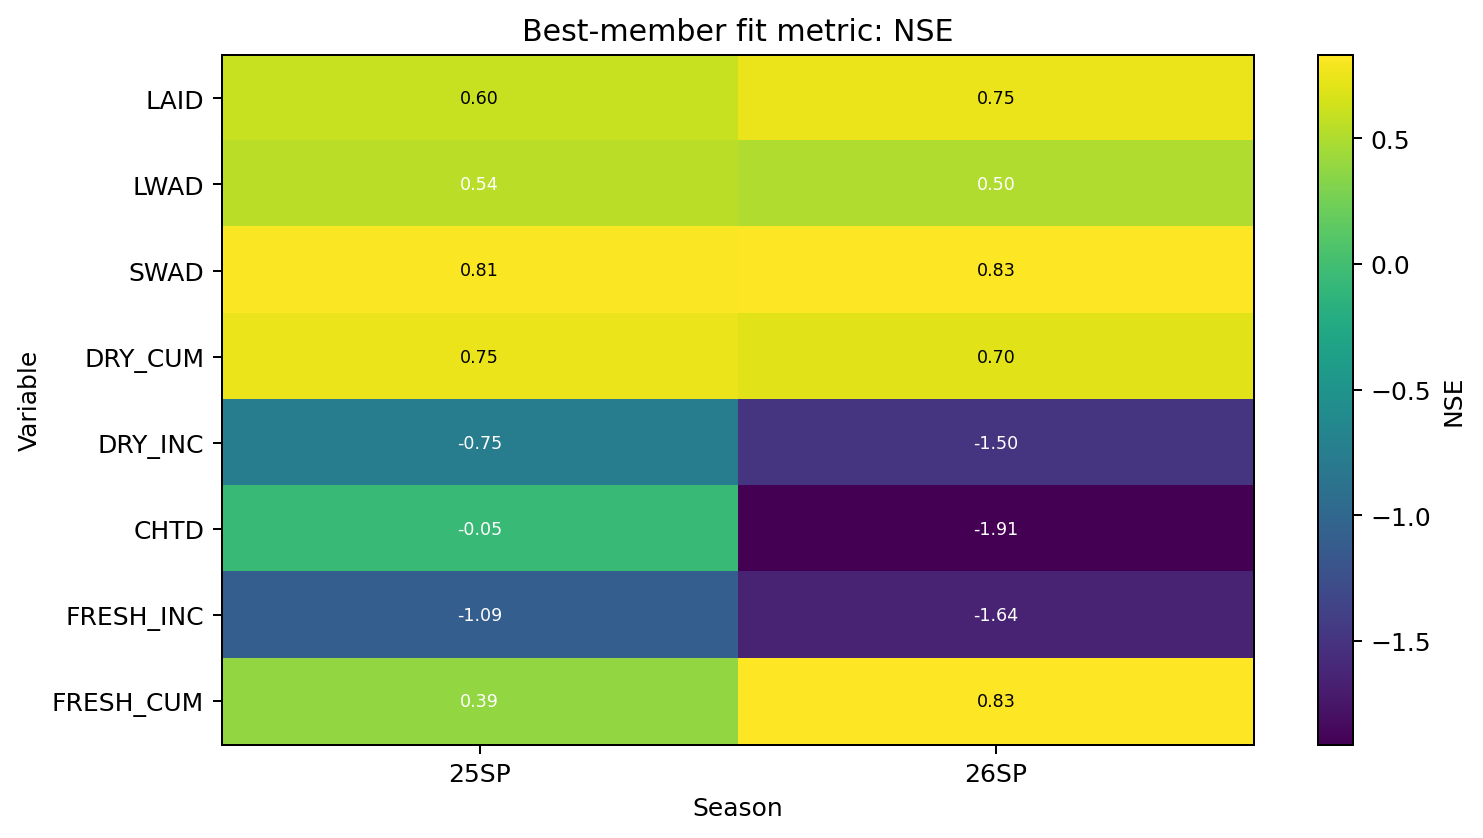 Best-member fit metric: NSE
LAID 0.60 0.75
LWAD 0.54 0.50
SWAD 0.81 0.83
DRY_CUM 0.75 0.70
DRY_INC -0.75 -1.50
CHTD -0.05 -1.91
FRESH_INC -1.09 -1.64
FRESH_CUM 0.39 0.83
25SP 26SP
Season
Variable
0.5
0.0
−0.5
−1.0
−1.5
NSE